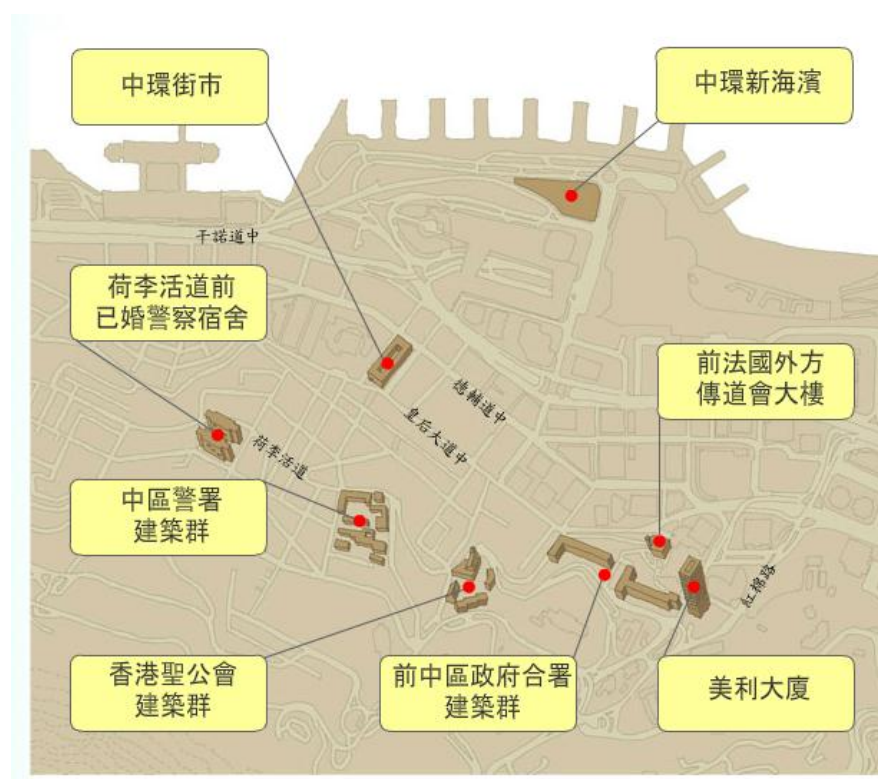 中環街市
中環新海濱
干諾道中
荷李活道前
已婚警察宿舍
前法國外方
傳道會大樓
德輔道中
皇后大道中
荷李活道
中區警署
建築群
紅棉路
香港聖公會
建築群
前中區政府合署
建築群
美利大廈